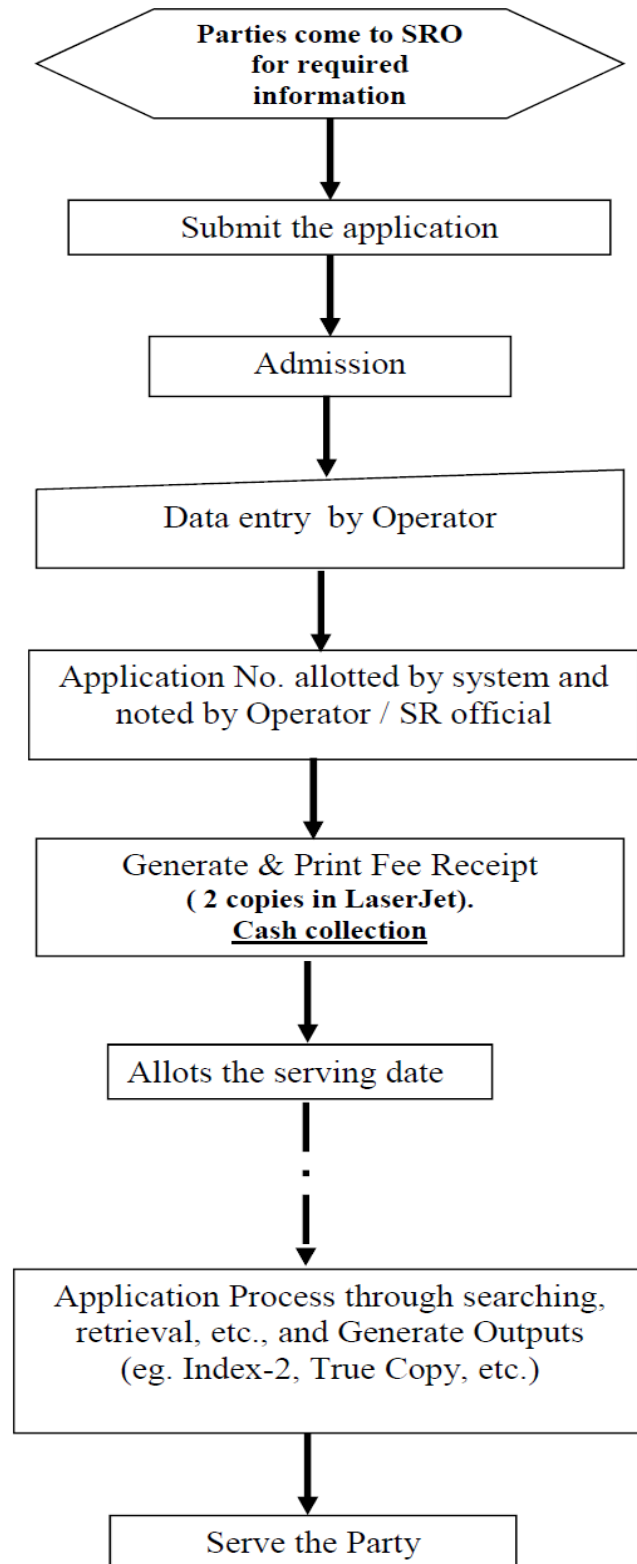 Parties come to SRO
for required
information
Submit the application
Admission
Data entry by Operator
Application No. allotted by system and
noted by Operator / SR official
Generate & Print Fee Receipt
( 2 copies in LaserJet).
Cash collection
Allots the serving date
Application Process through searching,
retrieval, etc., and Generate Outputs
(eg. Index-2, True Copy, etc.)
Serve the Party